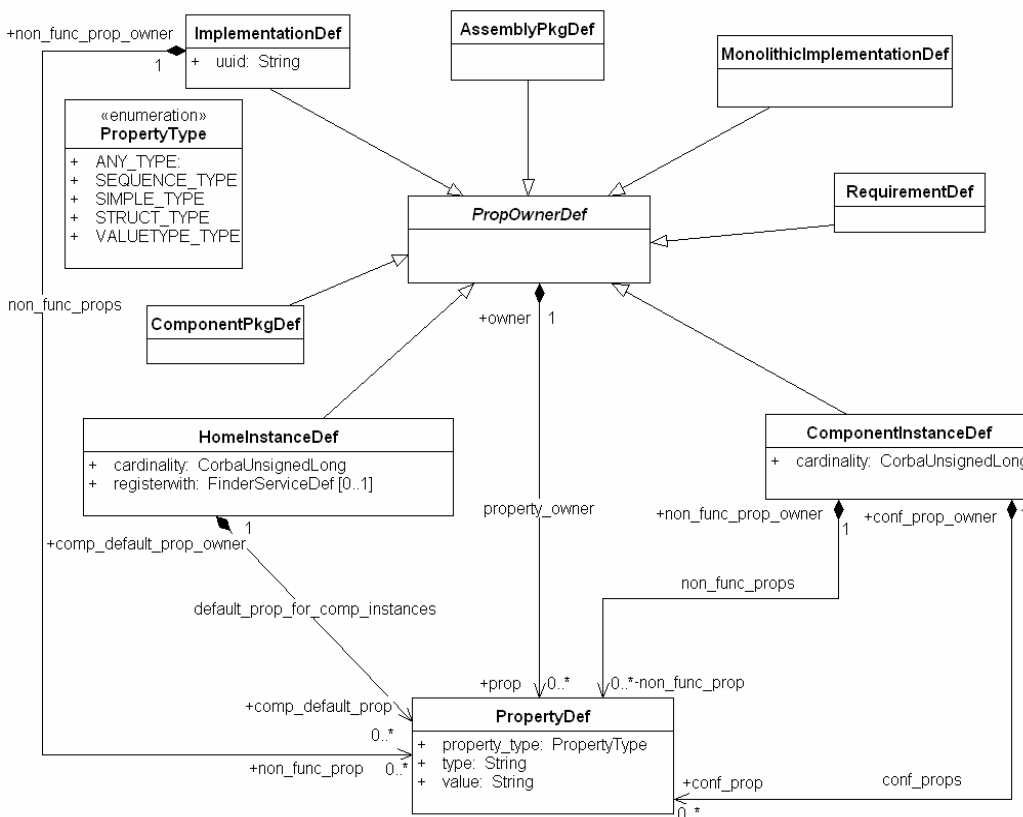 +non_func_prop_owner
1
ImplementationDef
+ uuid: String
AssemblyPkgDef
MonolithicImplementationDef
«enumeration»
PropertyType
+ ANY_TYPE:
+ SEQUENCE_TYPE
+ SIMPLE_TYPE
+ STRUCT_TYPE
+ VALUETYPE_TYPE
RequirementDef
PropOwnerDef
non_func_props
ComponentPkgDef
+owner 1
HomeInstanceDef
+ cardinality: CorbaUnsignedLong
+ registerwith: FinderServiceDef [0..1]
ComponentInstanceDef
+ cardinality: CorbaUnsignedLong
1
+comp_default_prop_owner
property_owner
+non_func_prop_owner
1
+conf_prop_owner
1
non_func_props
default_prop_for_comp_instances
+prop 0..*
0..* -non_func_prop
+comp_default_prop
0..*
PropertyDef
+ property_type: PropertyType
+ type: String
+ value: String
+non_func_prop 0..*
+conf_prop
conf_props
0..*